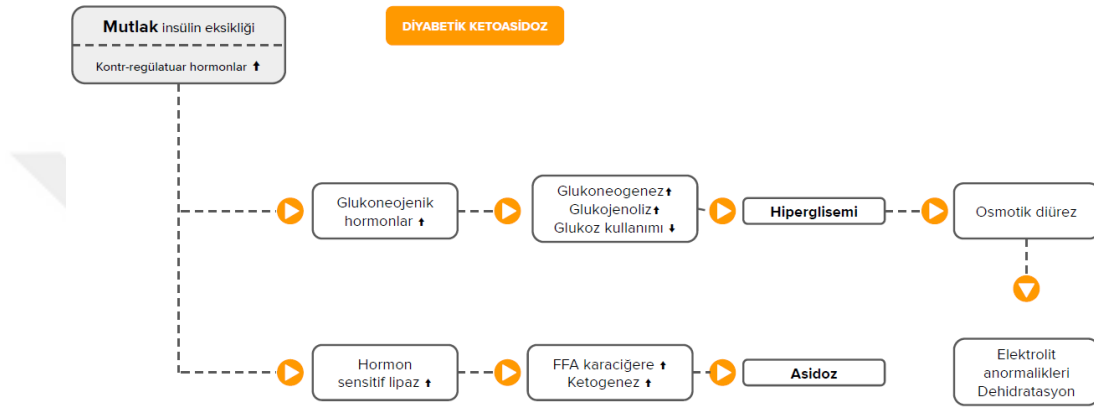 Mutlak insülin eksikliği
Kontr-regülatuar hormonlar ↑
DİYABETİK KETOASİDOZ
Glukoneojenik
hormonlar ↑
Glukoneogenez↑
Glukojenoliz↑
Glukoz kullanımı ↓
Hiperglisemi
Osmotik diürez
Hormon
sensitif lipaz ↑
FFA karaciğere ↑
Ketogenez ↑
Asidoz
Elektrolit
anormalikleri
Dehidratasyon